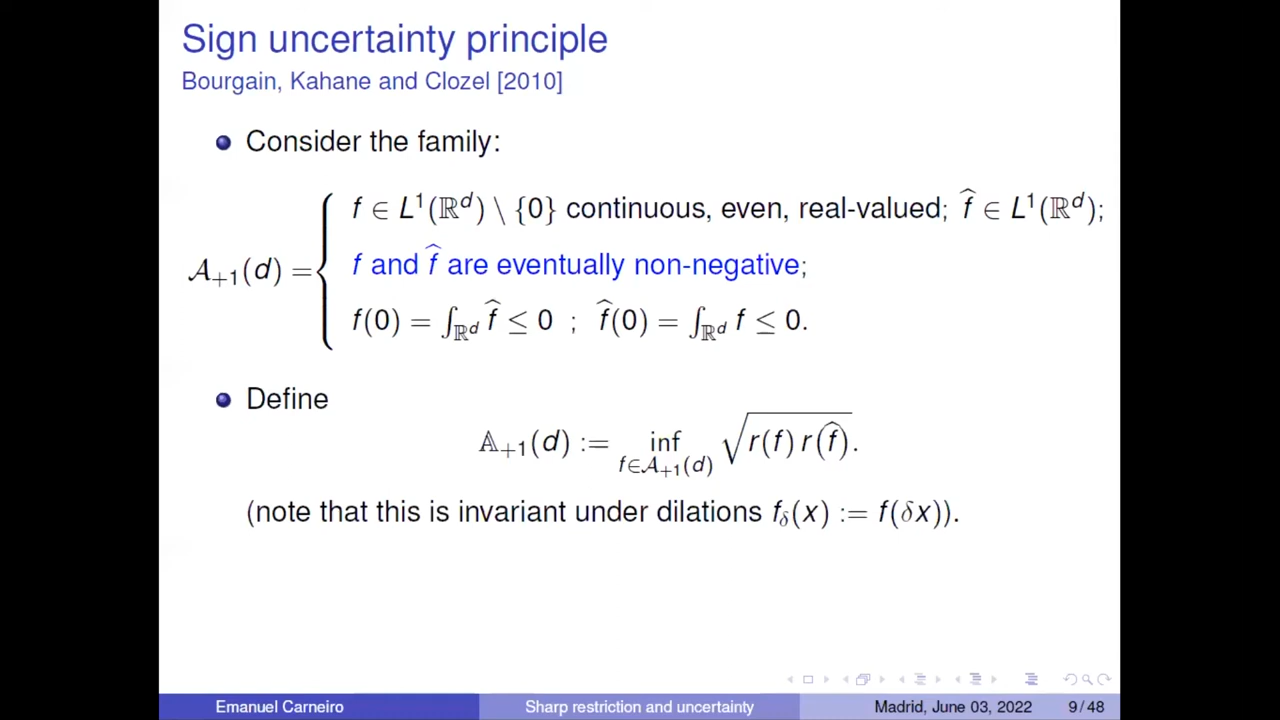 Sign uncertainty principle
Bourgain, Kahane and Clozel [2010]
Consider the family:
f ∈ L¹(ℝᵈ) \ {0} continuous, even, real-valued; f̂ ∈ L¹(ℝᵈ);
𝒜₊₁(d) = { f and f̂ are eventually non-negative;
f(0) = ∫_{ℝᵈ} f̂ ≤ 0 ; f̂(0) = ∫_{ℝᵈ} f ≤ 0.
Define
𝔸₊₁(d) := inf_{f∈𝒜₊₁(d)} √(r(f) r(f̂)).
(note that this is invariant under dilations f_δ(x) := f(δx)).
Emanuel Carneiro Sharp restriction and uncertainty Madrid, June 03, 2022 9 / 48